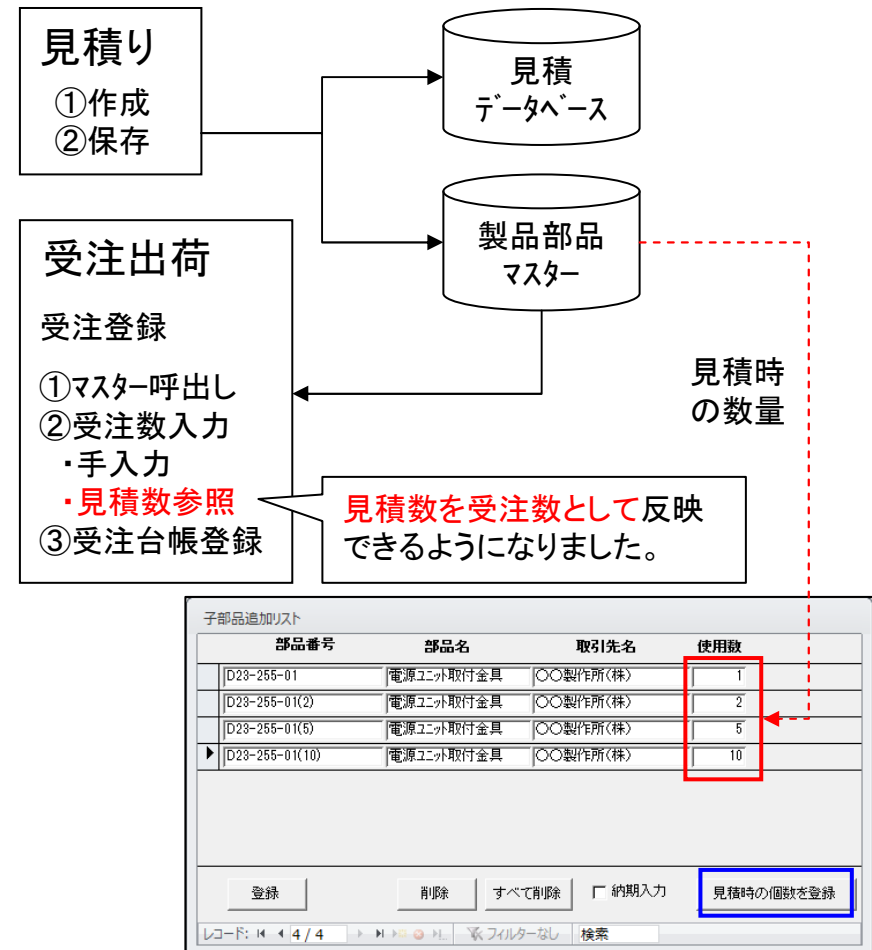 見積り
①作成
②保存
見積
ﾃﾞｰﾀﾍﾞｰｽ
製品部品
ﾏｽﾀｰ
受注出荷
受注登録
①ﾏｽﾀｰ呼出し
②受注数入力
・手入力
・見積数参照
③受注台帳登録
見積時
の数量
見積数を受注数として反映
できるようになりました。
子部品追加リスト
部品番号 部品名 取引先名 使用数
D23-255-01 電源ﾕﾆｯﾄ取付金具 〇〇製作所(株) 1
D23-255-01(2) 電源ﾕﾆｯﾄ取付金具 〇〇製作所(株) 2
D23-255-01(5) 電源ﾕﾆｯﾄ取付金具 〇〇製作所(株) 5
D23-255-01(10) 電源ﾕﾆｯﾄ取付金具 〇〇製作所(株) 10
登録 削除 すべて削除 納期入力 見積時の個数を登録
レコード: 4 / 4 フィルターなし 検索